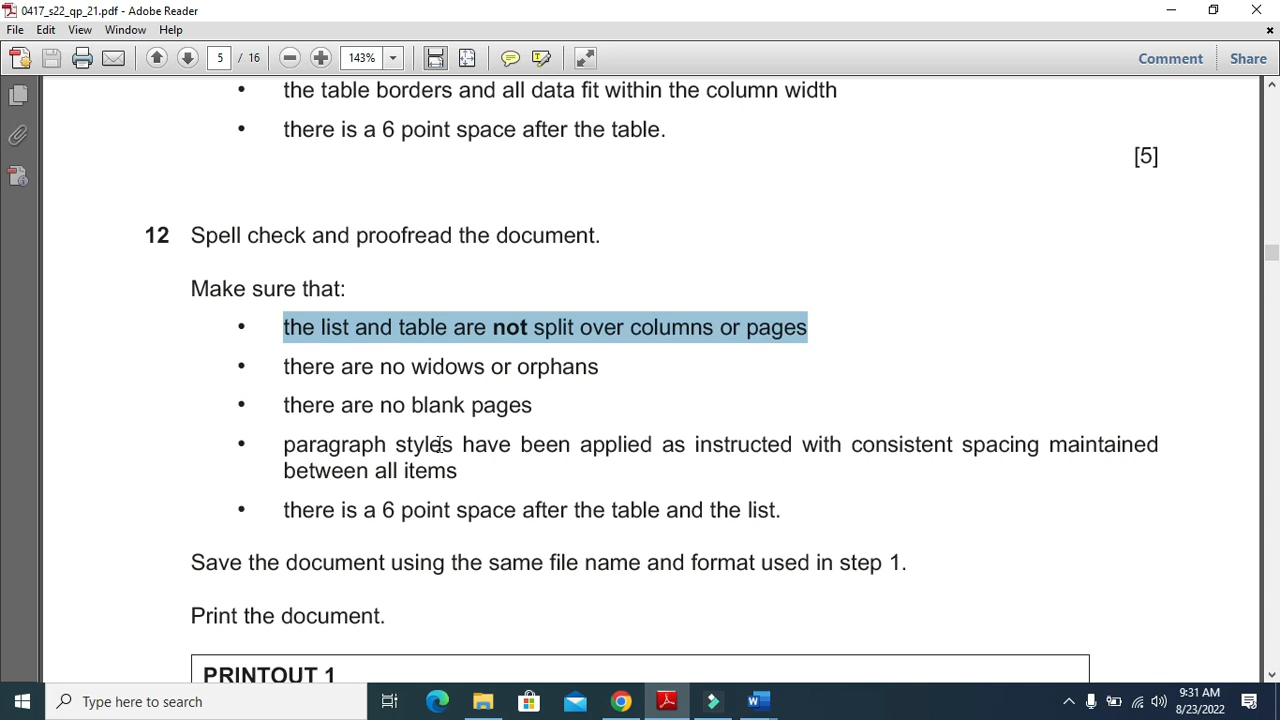 0417_s22_qp_21.pdf - Adobe Reader
File Edit View Window Help
5 / 16 143% Comment Share
• the table borders and all data fit within the column width
• there is a 6 point space after the table.
[5]
12 Spell check and proofread the document.
Make sure that:
• the list and table are not split over columns or pages
• there are no widows or orphans
• there are no blank pages
• paragraph styles have been applied as instructed with consistent spacing maintained
between all items
• there is a 6 point space after the table and the list.
Save the document using the same file name and format used in step 1.
Print the document.
PRINTOUT 1
Type here to search
9:31 AM
8/23/2022